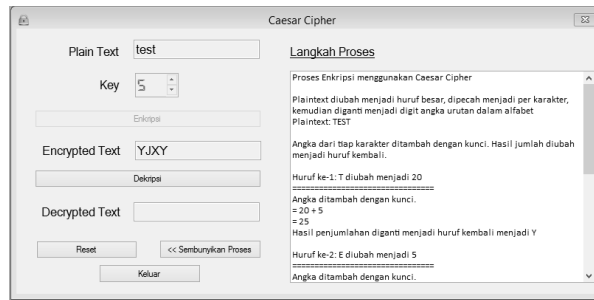 Caesar Cipher
Plain Text
test
Key
5
Enkripsi
Encrypted Text
YJXY
Dekripsi
Decrypted Text
Reset
<< Sembunyikan Proses
Keluar
Langkah Proses
Proses Enkripsi menggunakan Caesar Cipher
Plaintext diubah menjadi huruf besar, dipecah menjadi per karakter,
kemudian diganti menjadi digit angka urutan dalam alfabet
Plaintext: TEST
Angka dari tiap karakter ditambah dengan kunci. Hasil jumlah diubah
menjadi huruf kembali.
Huruf ke-1: T diubah menjadi 20
================================
Angka ditambah dengan kunci.
= 20 + 5
= 25
Hasil penjumlahan diganti menjadi huruf kembali menjadi Y
Huruf ke-2: E diubah menjadi 5
================================
Angka ditambah dengan kunci.